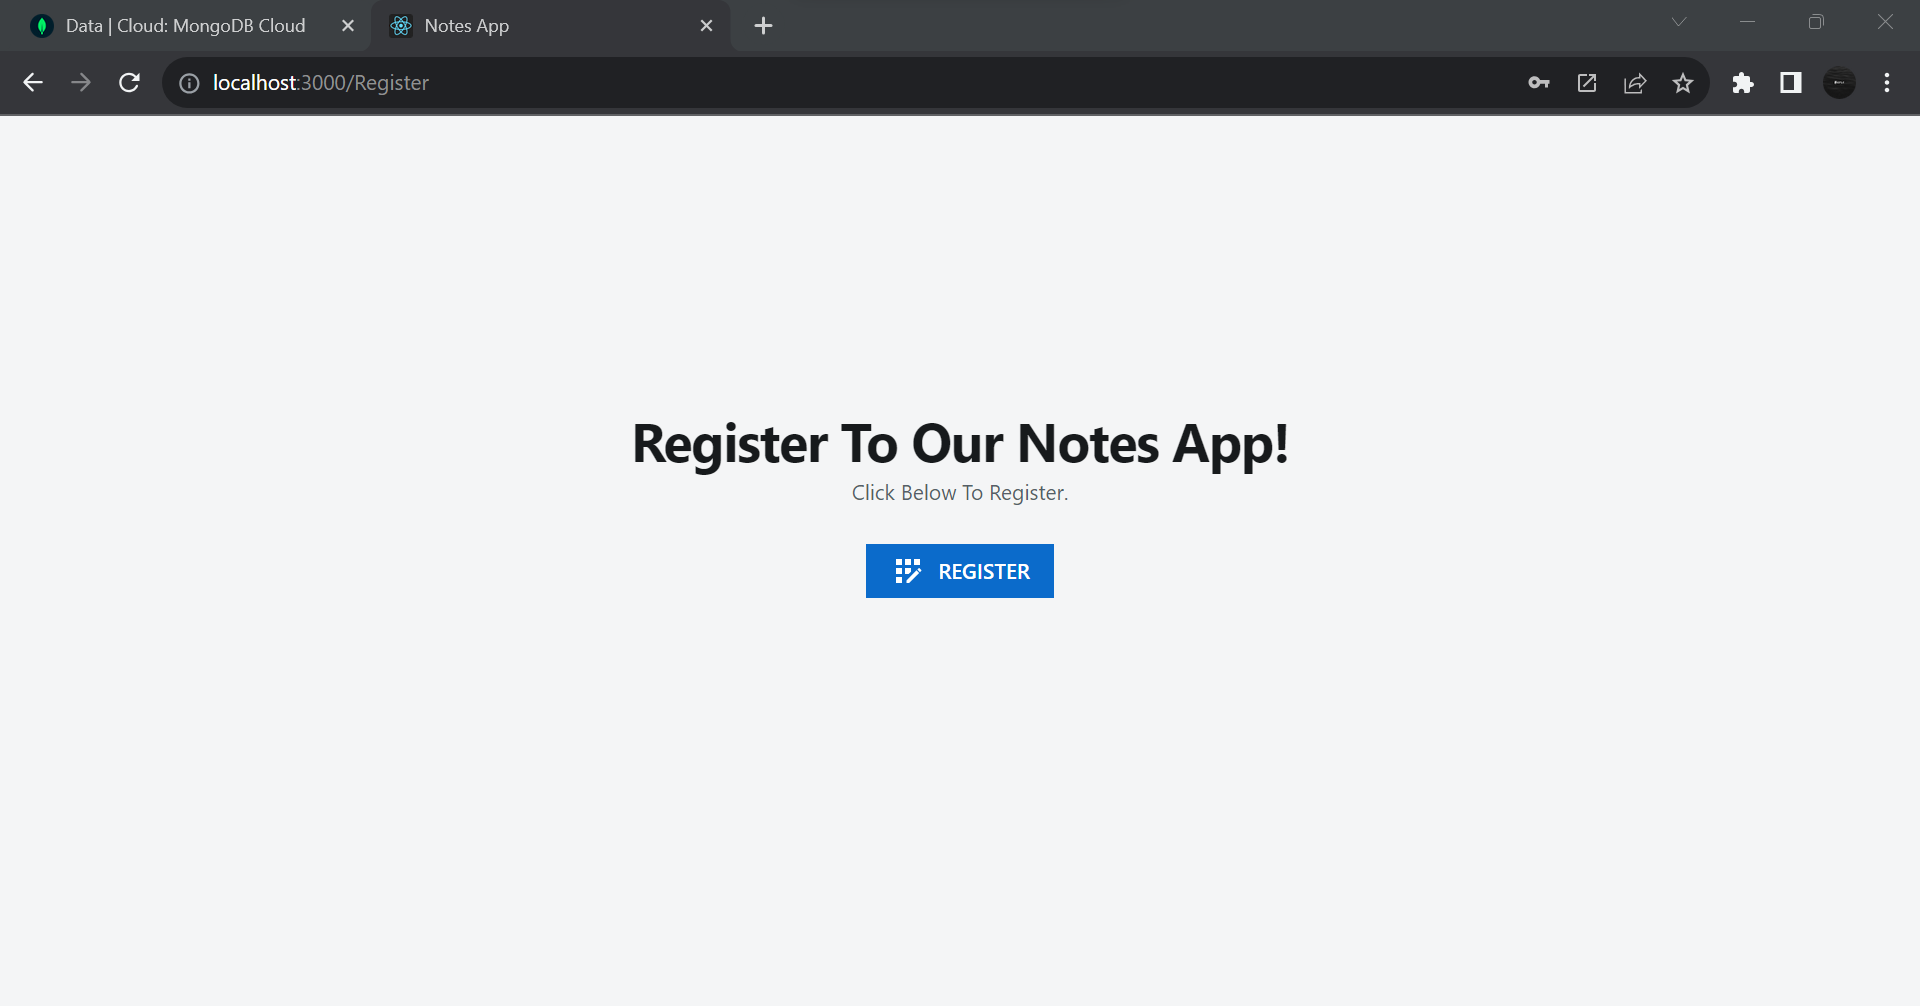 Data | Cloud: MongoDB Cloud
Notes App
localhost:3000/Register
Register To Our Notes App!
Click Below To Register.
REGISTER